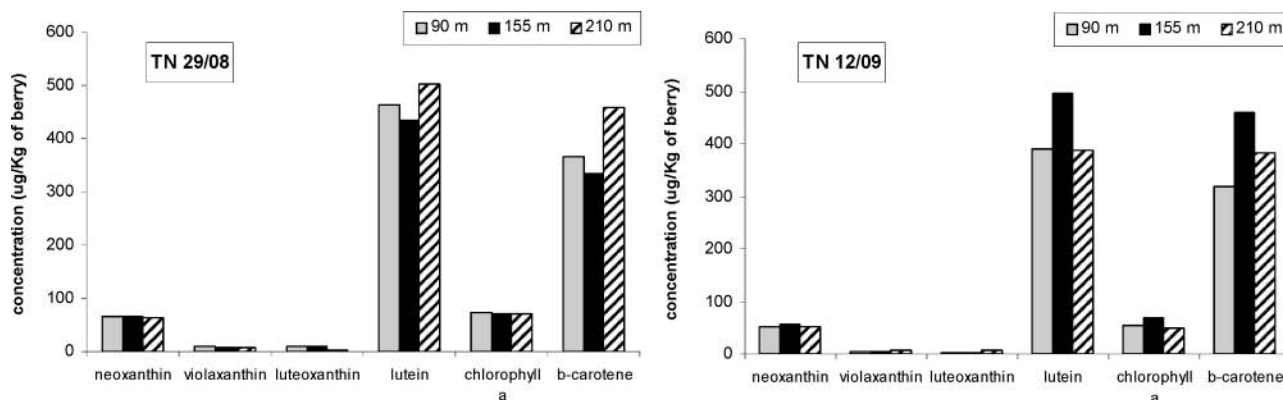 600
500
400
300
200
100
0
concentration (ug/Kg of berry)
TN 29/08
90 m 155 m 210 m
neoxanthin violaxanthin luteoxanthin lutein chlorophyll a b-carotene
600
500
400
300
200
100
0
concentration (ug/Kg of berry)
TN 12/09
90 m 155 m 210 m
neoxanthin violaxanthin luteoxanthin lutein chlorophyll a b-carotene